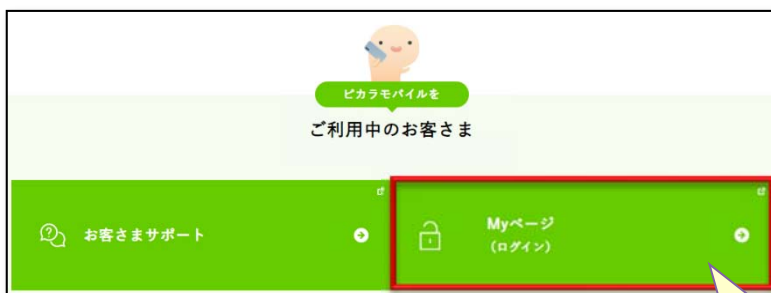 ピカラモバイルを
ご利用中のお客さま
お客さまサポート
Myページ
(ログイン)